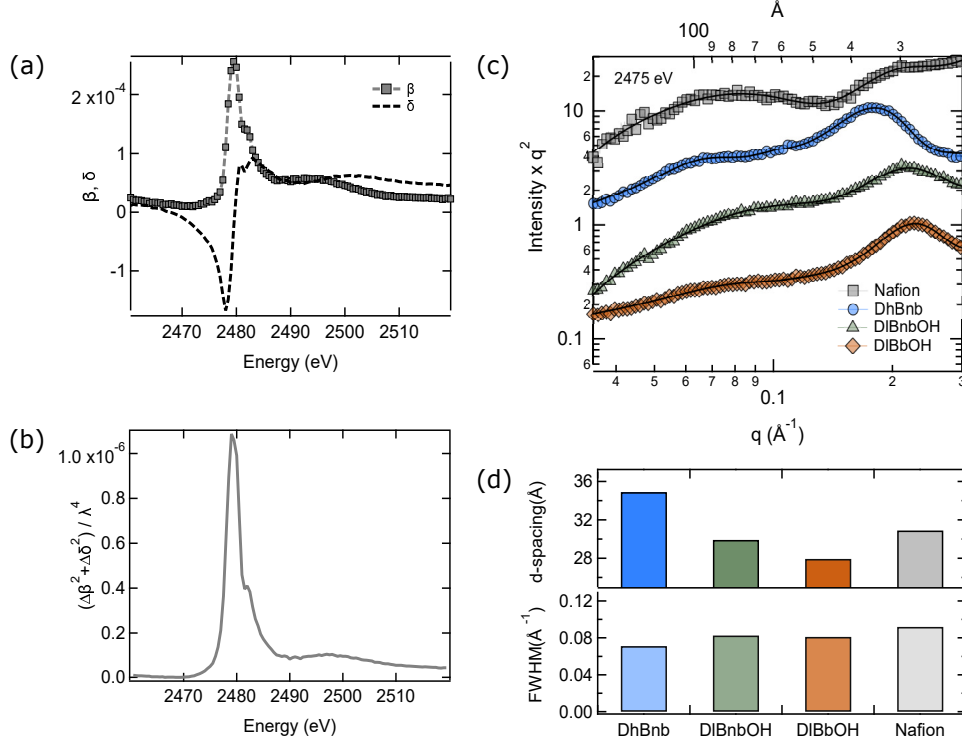 (a)
2 x10⁻⁴
1
0
-1
β, δ
β
δ
2470 2480 2490 2500 2510
Energy (eV)
(b)
1.0 x10⁻⁶
0.8
0.6
0.4
0.2
0.0
(Δβ²+Δδ²) / λ⁴
2470 2480 2490 2500 2510
Energy (eV)
(c)
Å
100 9 8 7 6 5 4 3
2475 eV
2
10
6
4
2
1
6
4
2
0.1
6
Intensity x q²
Nafion
DhBnb
DlBnbOH
DlBbOH
4 5 6 7 8 9 0.1 2 3
q (Å⁻¹)
(d)
36
32
28
d-spacing(Å)
0.12
0.08
0.04
0.00
FWHM(Å⁻¹)
DhBnb DlBnbOH DlBbOH Nafion